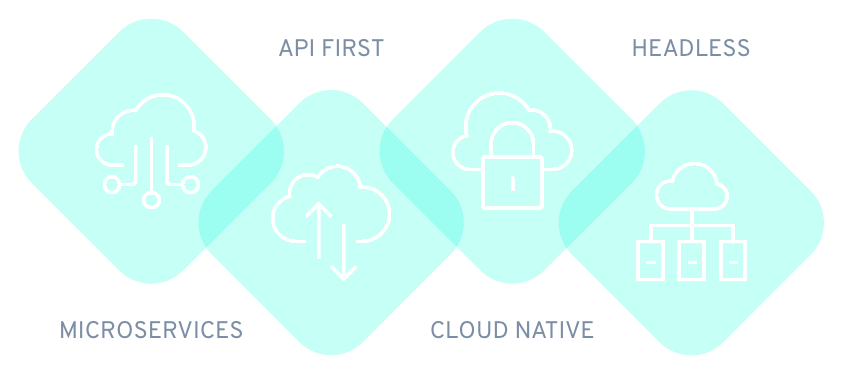 MICROSERVICES
API FIRST
CLOUD NATIVE
HEADLESS